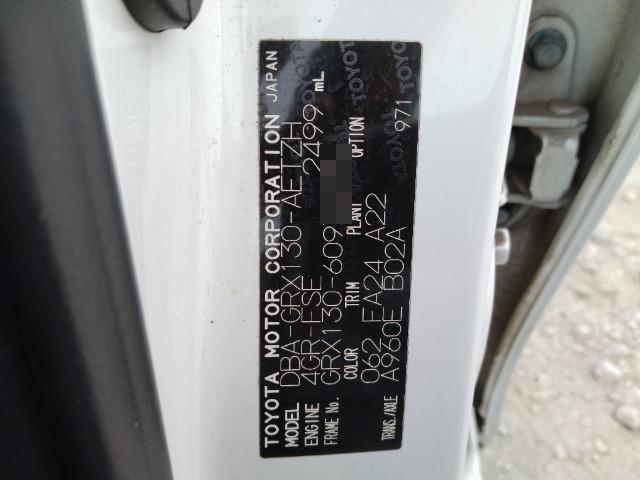 TOYOTA MOTOR CORPORATION JAPAN
MODEL DBA-GRX130-AETZH
ENGINE 4GR-FSE 2499 mL
FRAME No. GRX130-609
COLOR TRIM PLANT OPTION
062 FA24 A22
TRANS./AXLE A960E B02A 971